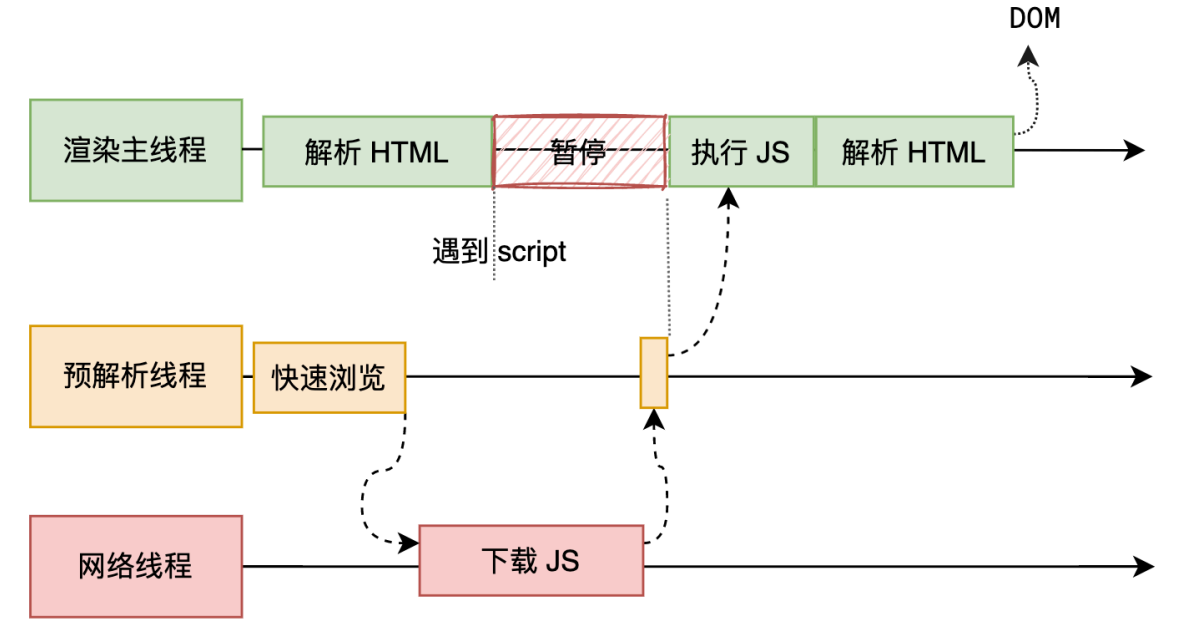 DOM
渲染主线程
解析 HTML
暂停
执行 JS
解析 HTML
遇到 script
预解析线程
快速浏览
网络线程
下载 JS